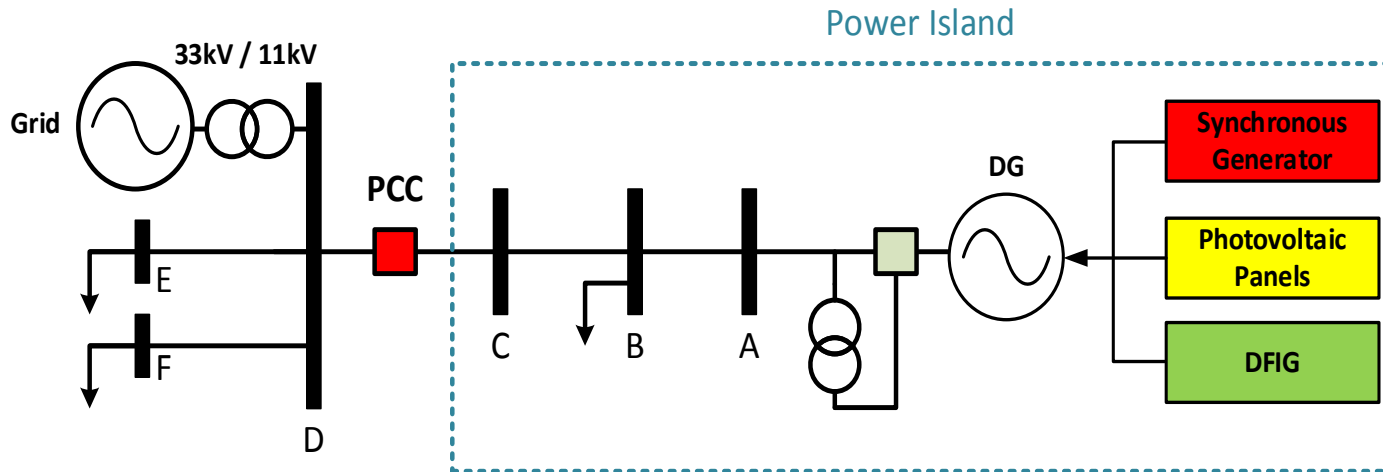 Power Island
33kV / 11kV
Grid
PCC
DG
Synchronous
Generator
Photovoltaic
Panels
DFIG
E
F
D
C
B
A